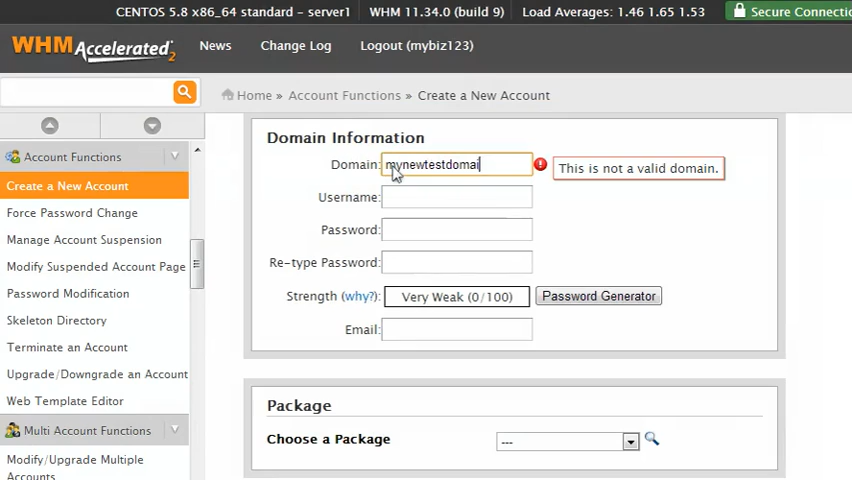 CENTOS 5.8 x86_64 standard - server1 WHM 11.34.0 (build 9) Load Averages: 1.46 1.65 1.53 Secure Connectio
WHM Accelerated2 News Change Log Logout (mybiz123)
Home » Account Functions » Create a New Account
Account Functions
Create a New Account
Force Password Change
Manage Account Suspension
Modify Suspended Account Page
Password Modification
Skeleton Directory
Terminate an Account
Upgrade/Downgrade an Account
Web Template Editor
Multi Account Functions
Modify/Upgrade Multiple
Accounts
Domain Information
Domain: mynewtestdomai This is not a valid domain.
Username:
Password:
Re-type Password:
Strength (why?): Very Weak (0/100) Password Generator
Email:
Package
Choose a Package ---